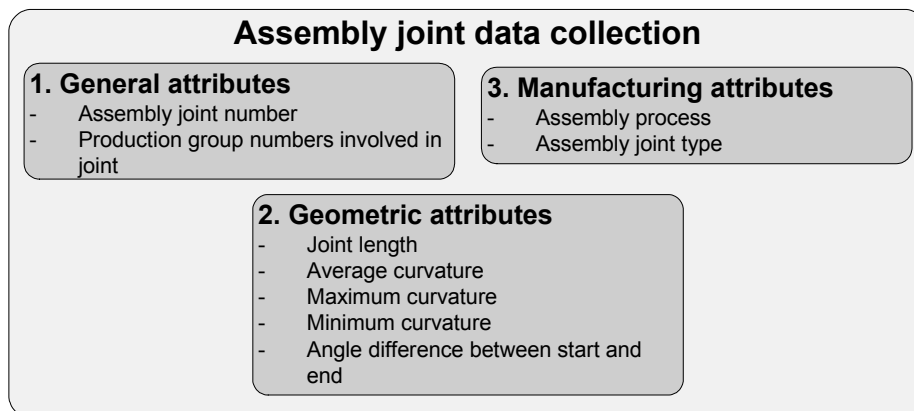 Assembly joint data collection
1. General attributes
- Assembly joint number
- Production group numbers involved in
joint
3. Manufacturing attributes
- Assembly process
- Assembly joint type
2. Geometric attributes
- Joint length
- Average curvature
- Maximum curvature
- Minimum curvature
- Angle difference between start and
end